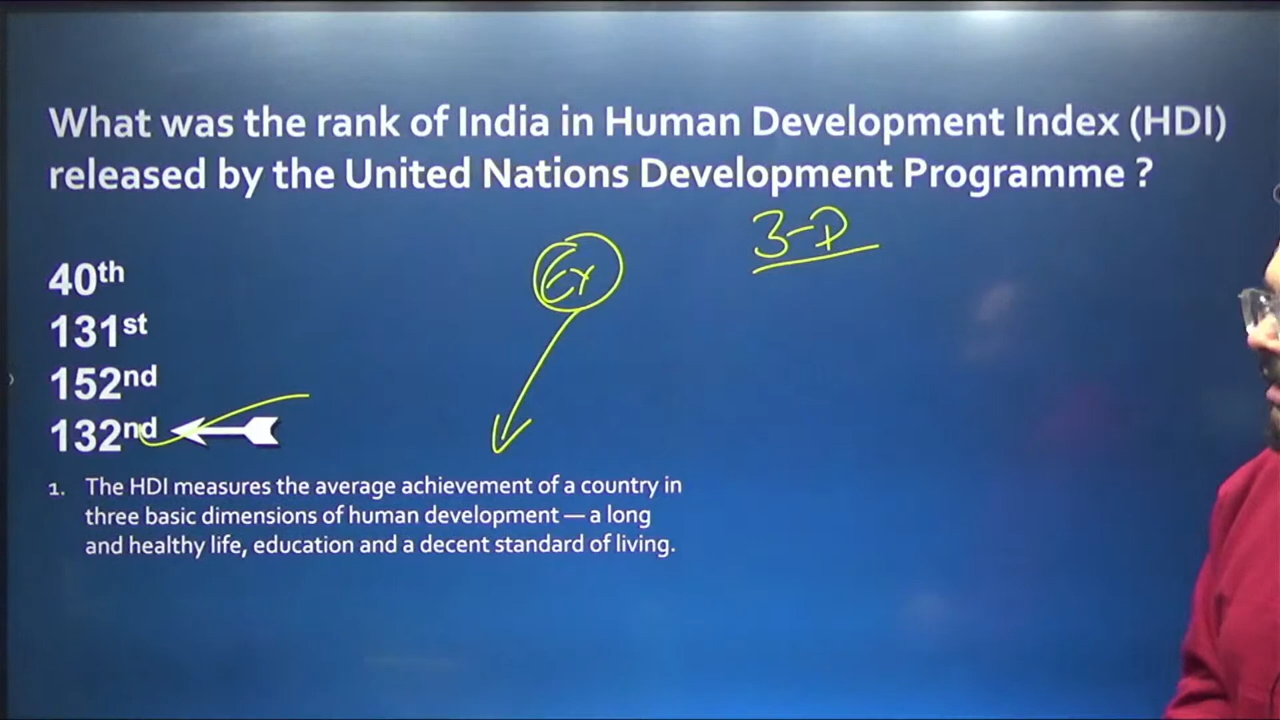 What was the rank of India in Human Development Index (HDI)
released by the United Nations Development Programme ?
3-D
Ex
40th
131st
152nd
132nd
1. The HDI measures the average achievement of a country in
three basic dimensions of human development — a long
and healthy life, education and a decent standard of living.